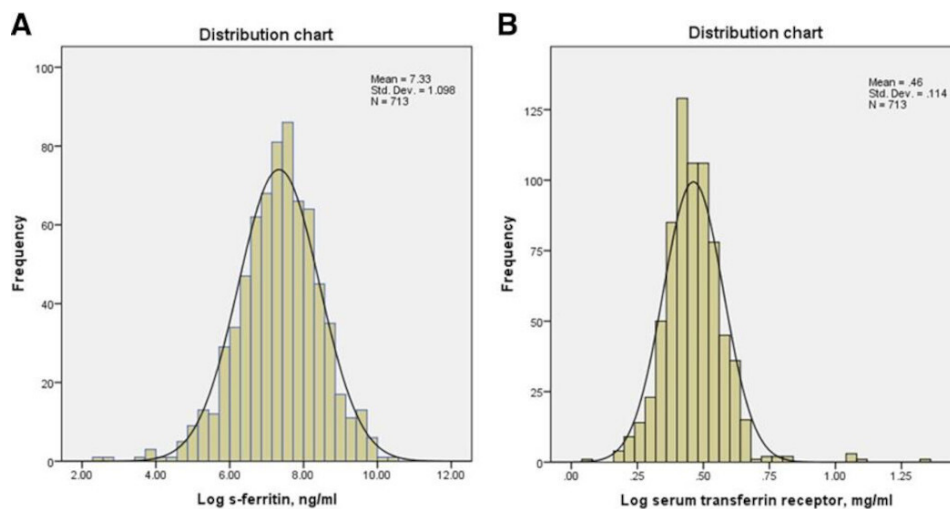 A
Distribution chart
Mean = 7.33
Std. Dev. = 1.098
N = 713
Frequency
100
80
60
40
20
0
2.00 4.00 6.00 8.00 10.00 12.00
Log s-ferritin, ng/ml
B
Distribution chart
Mean = .46
Std. Dev. = .114
N = 713
Frequency
125
100
75
50
25
0
.00 .25 .50 .75 1.00 1.25
Log serum transferrin receptor, mg/ml